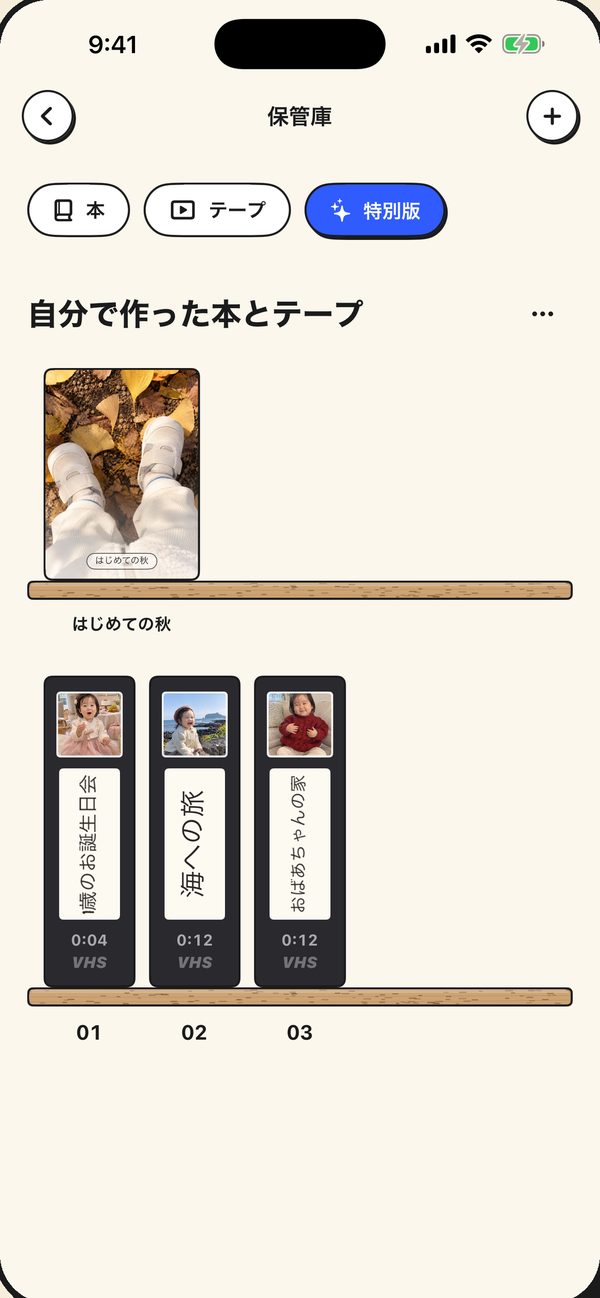 9:41
保管庫
本
テープ
特別版
自分で作った本とテープ
はじめての秋
はじめての秋
歳のお誕生日会
海への旅
おばあちゃんの家
0:04
0:12
0:12
VHS
VHS
VHS
01
02
03